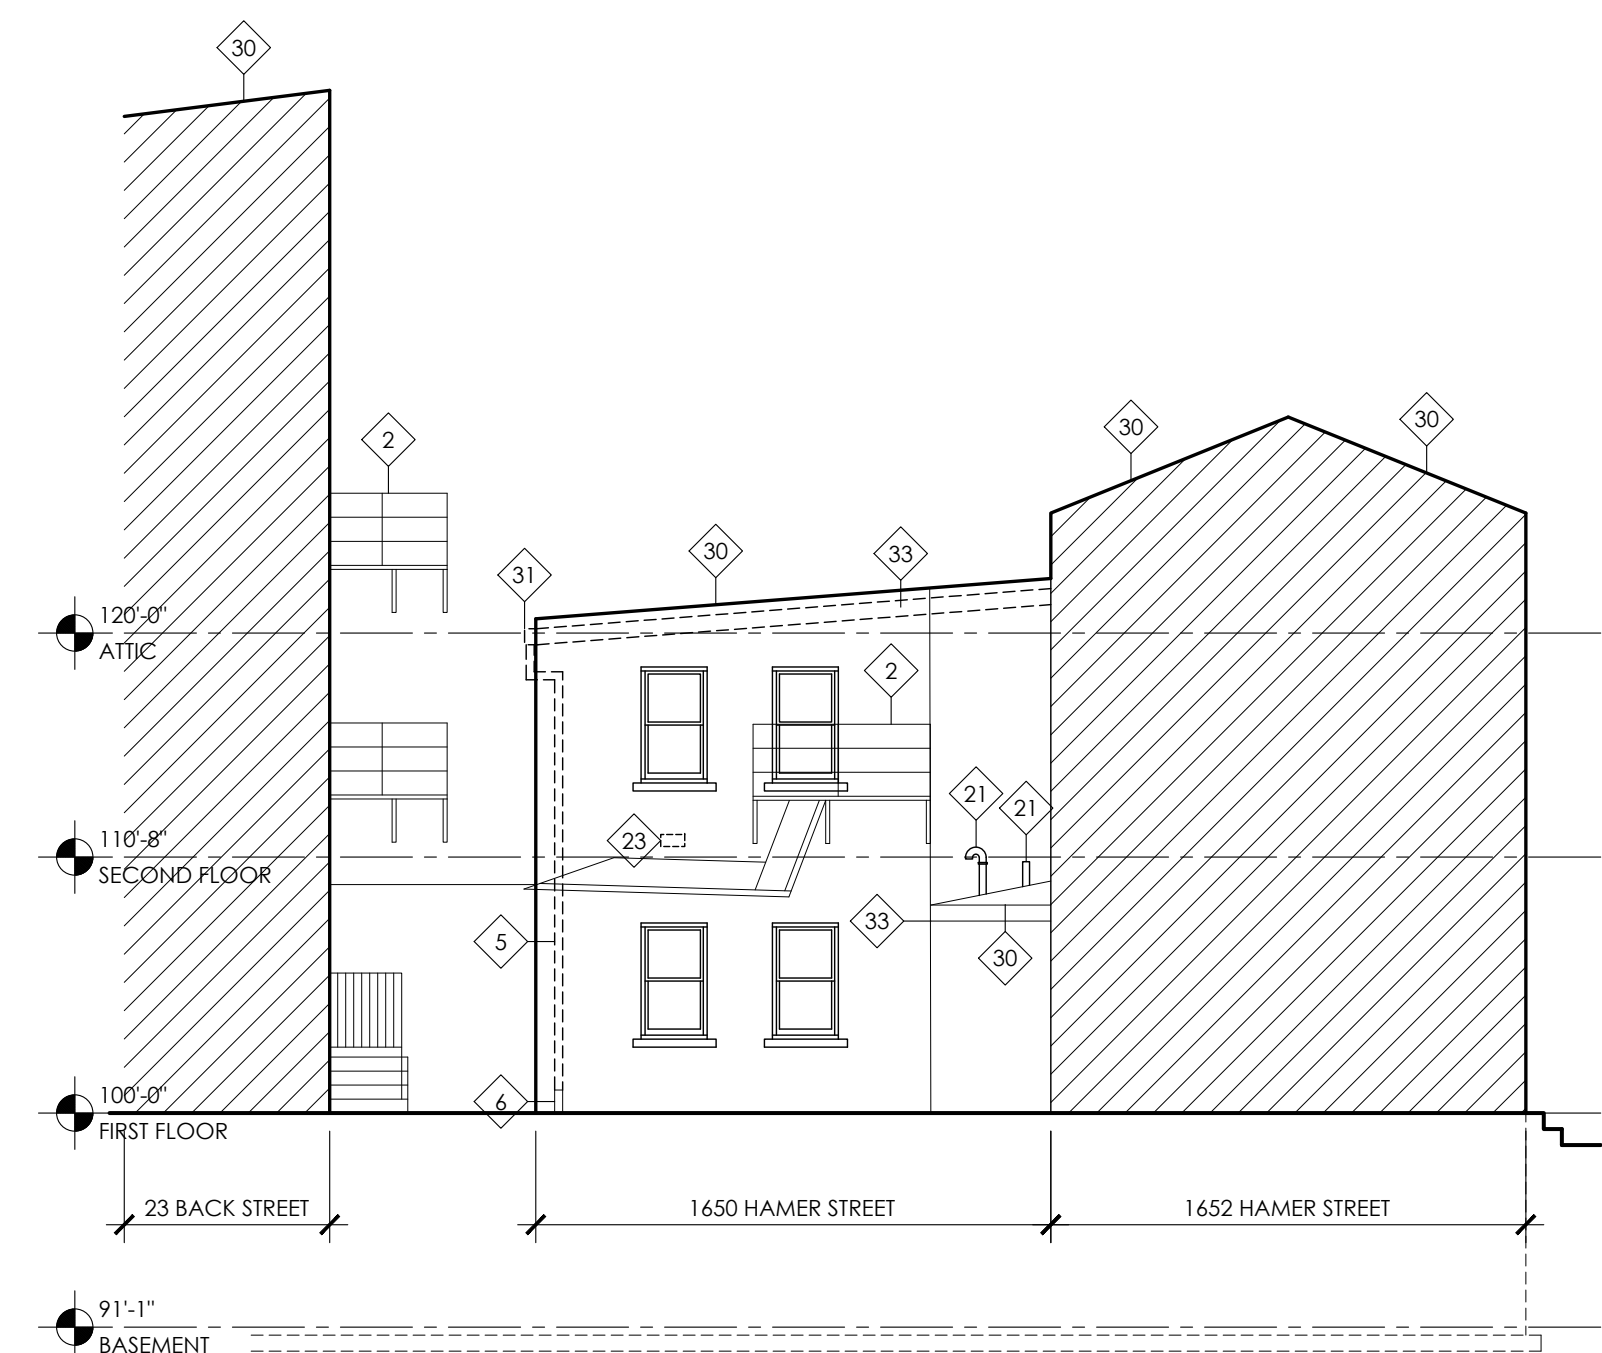 30
30
30
2
30
33
31
120'-0"
ATTIC
2
21
21
23
110'-8"
SECOND FLOOR
33
5
30
100'-0"
6
FIRST FLOOR
23 BACK STREET
1650 HAMER STREET
1652 HAMER STREET
91'-1"
BASEMENT